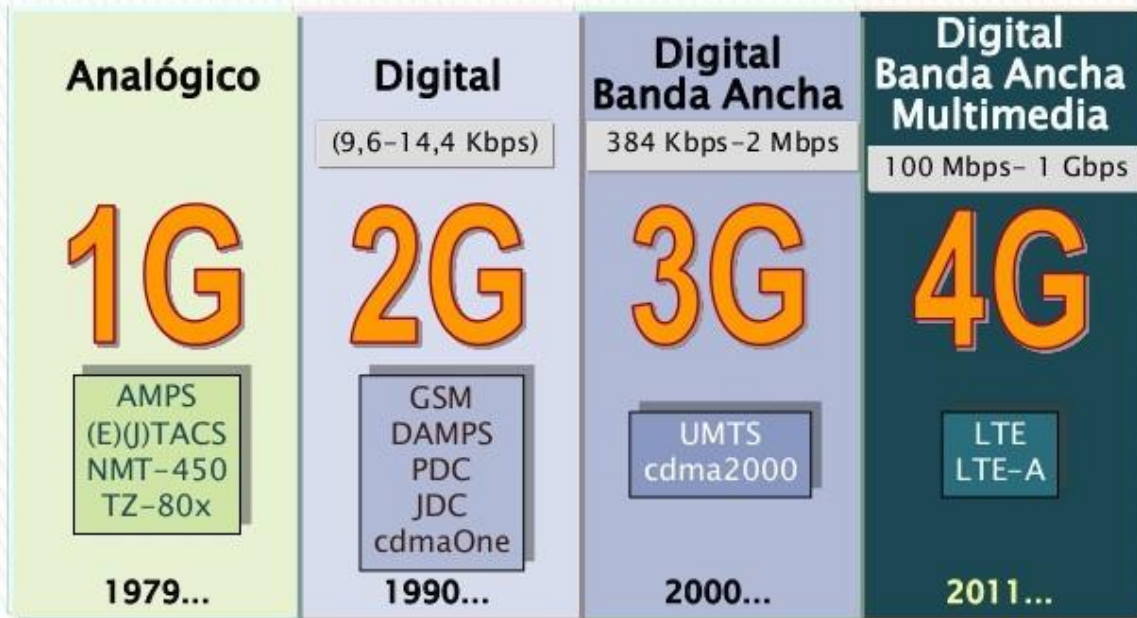 Analógico
1G
AMPS
(E)(J)TACS
NMT-450
TZ-80x
1979...
Digital
(9,6-14,4 Kbps)
2G
GSM
DAMPS
PDC
JDC
cdmaOne
1990...
Digital
Banda Ancha
384 Kbps-2 Mbps
3G
UMTS
cdma2000
2000...
Digital
Banda Ancha
Multimedia
100 Mbps- 1 Gbps
4G
LTE
LTE-A
2011...